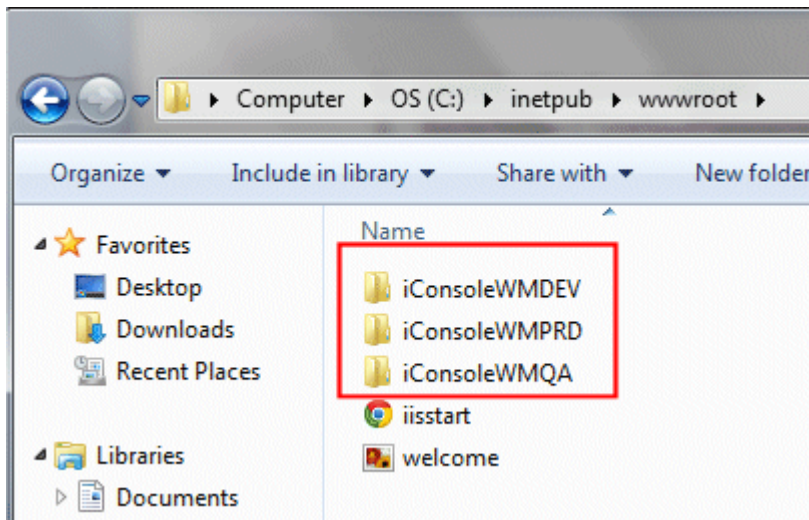 Computer ▸ OS (C:) ▸ inetpub ▸ wwwroot ▸
Organize Include in library Share with New folder
Name
Favorites
Desktop
Downloads
Recent Places
Libraries
Documents
iConsoleWMDEV
iConsoleWMPRD
iConsoleWMQA
iisstart
welcome